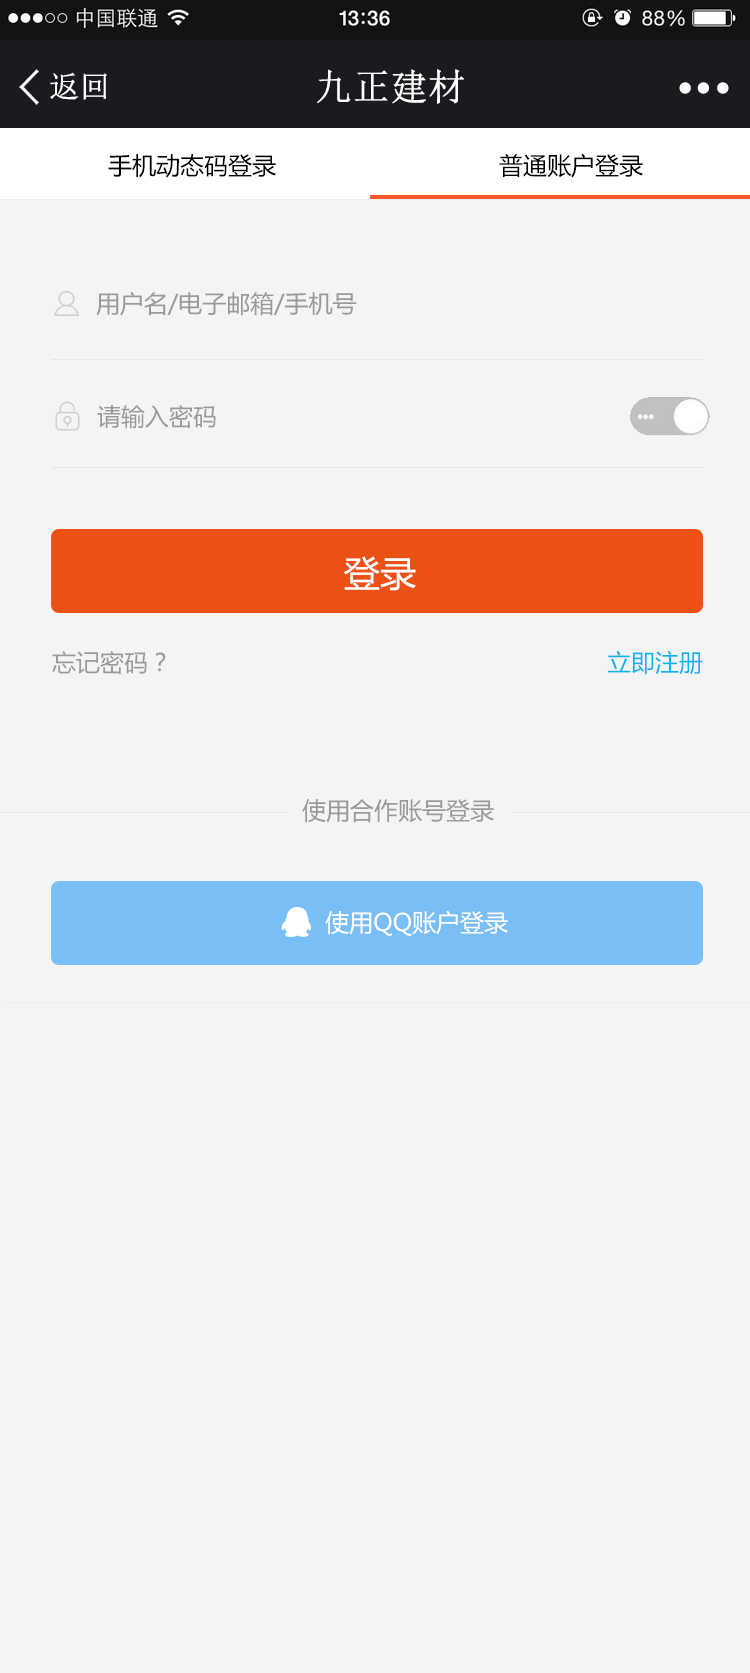 中国联通 13:36 88%
返回 九正建材
手机动态码登录 普通账户登录
用户名/电子邮箱/手机号
请输入密码
登录
忘记密码？ 立即注册
使用合作账号登录
使用QQ账户登录